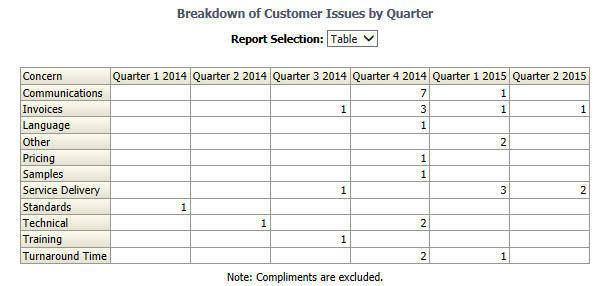 Breakdown of Customer Issues by Quarter
Report Selection: Table
Concern Quarter 1 2014 Quarter 2 2014 Quarter 3 2014 Quarter 4 2014 Quarter 1 2015 Quarter 2 2015
Communications 7 1
Invoices 1 3 1 1
Language 1
Other 2
Pricing 1
Samples 1
Service Delivery 1 3 2
Standards 1
Technical 1 2
Training 1
Turnaround Time 2 1
Note: Compliments are excluded.